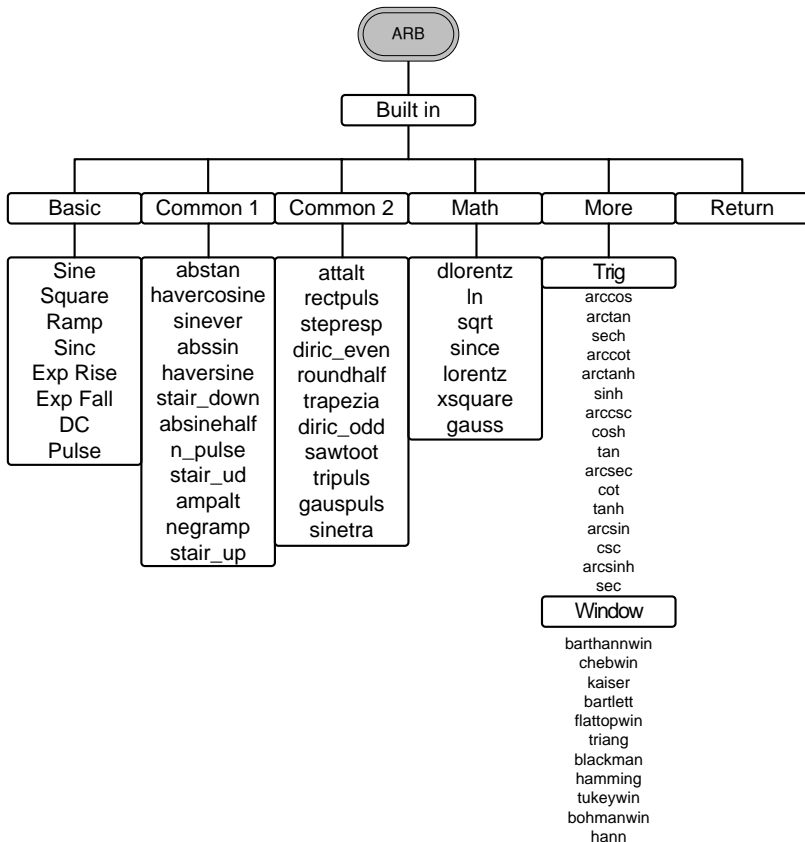 ARB
Built in
Basic
Common 1
Common 2
Math
More
Return
Sine
Square
Ramp
Sinc
Exp Rise
Exp Fall
DC
Pulse
abstan
havercosine
sinever
abssin
haversine
stair_down
absinehalf
n_pulse
stair_ud
ampalt
negramp
stair_up
attalt
rectpuls
stepresp
diric_even
roundhalf
trapezia
diric_odd
sawtoot
tripuls
gauspuls
sinetra
dlorentz
ln
sqrt
since
lorentz
xsquare
gauss
Trig
arccos
arctan
sech
arccot
arctanh
sinh
arccsc
cosh
tan
arcsec
cot
tanh
arcsin
csc
arcsinh
sec
Window
barthannwin
chebwin
kaiser
bartlett
flattopwin
triang
blackman
hamming
tukeywin
bohmanwin
hann